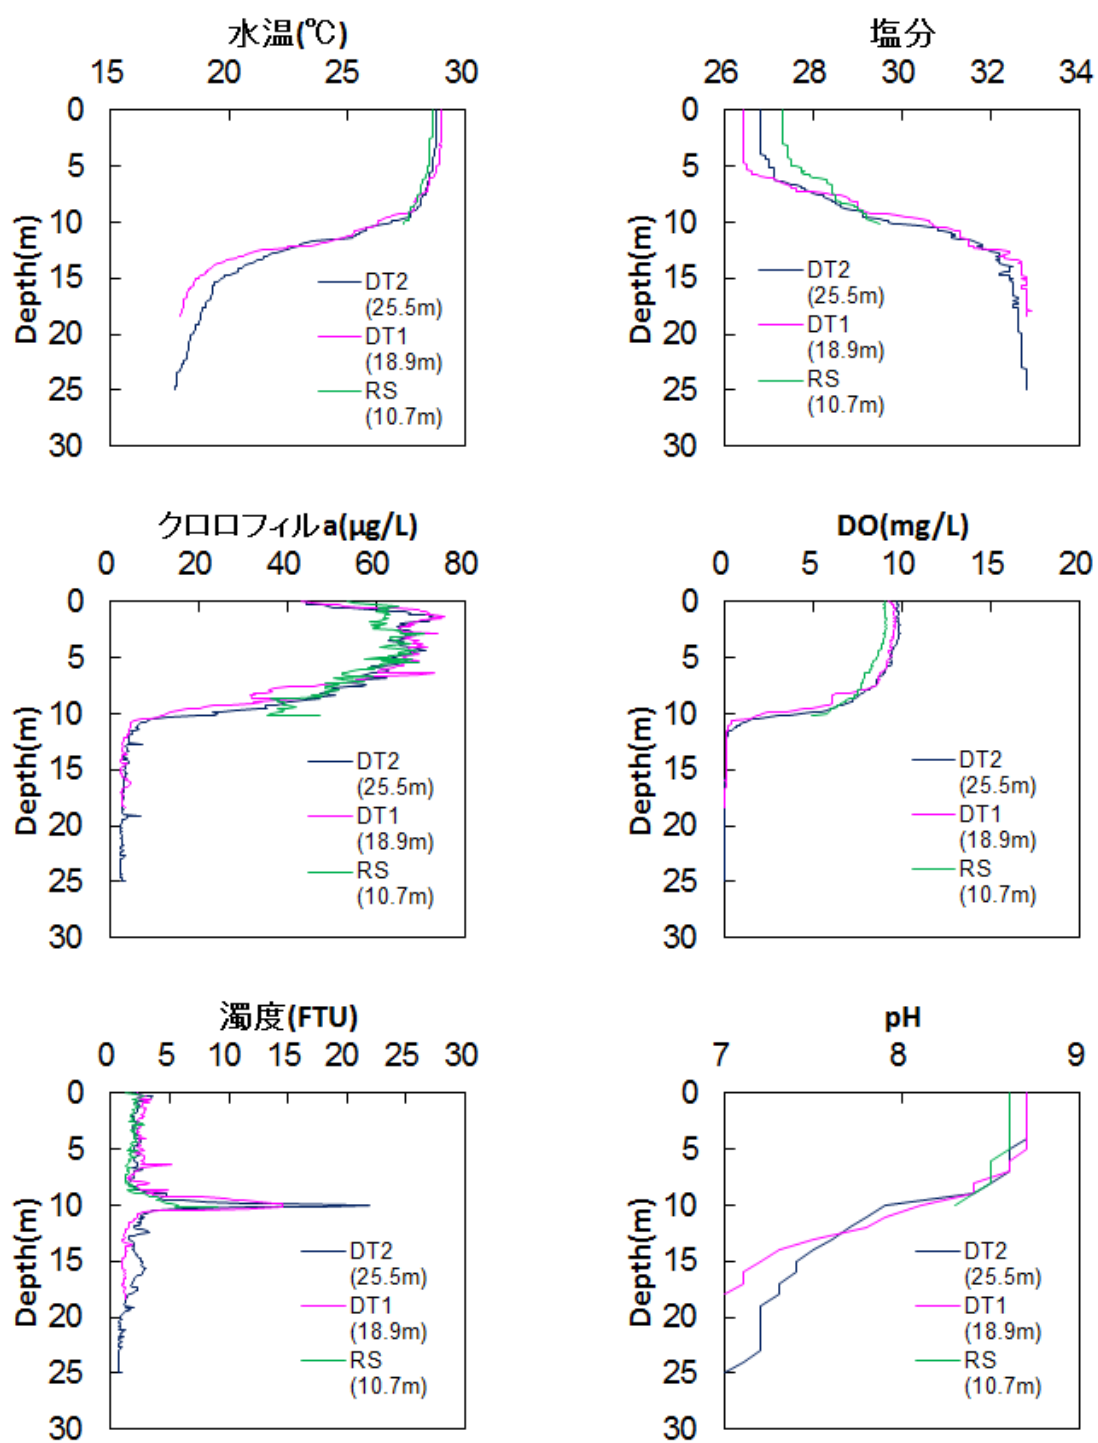 水温(℃)
15 20 25 30
0
5
10
15
20
25
30
Depth(m)
DT2
(25.5m)
DT1
(18.9m)
RS
(10.7m)
塩分
26 28 30 32 34
0
5
10
15
20
25
30
Depth(m)
DT2
(25.5m)
DT1
(18.9m)
RS
(10.7m)
クロロフィルa(μg/L)
0 20 40 60 80
0
5
10
15
20
25
30
Depth(m)
DT2
(25.5m)
DT1
(18.9m)
RS
(10.7m)
DO(mg/L)
0 5 10 15 20
0
5
10
15
20
25
30
Depth(m)
DT2
(25.5m)
DT1
(18.9m)
RS
(10.7m)
濁度(FTU)
0 5 10 15 20 25 30
0
5
10
15
20
25
30
Depth(m)
DT2
(25.5m)
DT1
(18.9m)
RS
(10.7m)
pH
7 8 9
0
5
10
15
20
25
30
Depth(m)
DT2
(25.5m)
DT1
(18.9m)
RS
(10.7m)